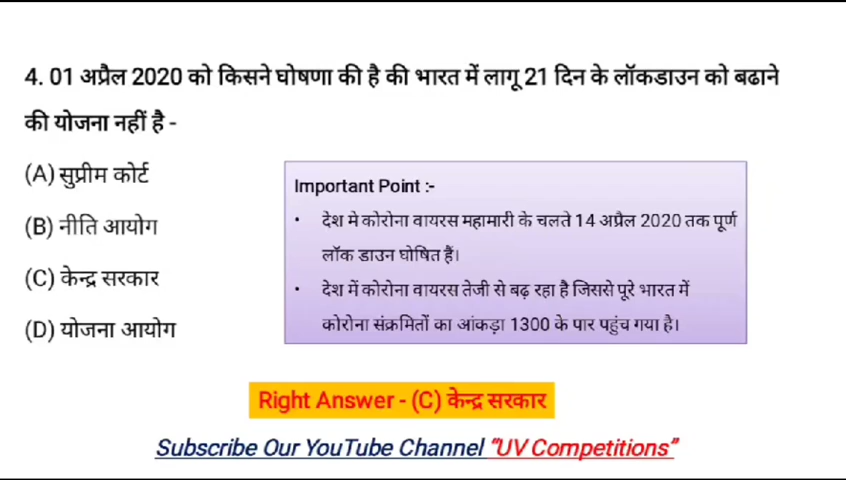 4. 01 अप्रैल 2020 को किसने घोषणा की है की भारत में लागू 21 दिन के लॉकडाउन को बढाने
की योजना नहीं है -
(A) सुप्रीम कोर्ट
(B) नीति आयोग
(C) केन्द्र सरकार
(D) योजना आयोग
Important Point :-
• देश मे कोरोना वायरस महामारी के चलते 14 अप्रैल 2020 तक पूर्ण
लॉक डाउन घोषित हैं।
• देश में कोरोना वायरस तेजी से बढ़ रहा है जिससे पूरे भारत में
कोरोना संक्रमितों का आंकड़ा 1300 के पार पहुंच गया है।
Right Answer - (C) केन्द्र सरकार
Subscribe Our YouTube Channel “UV Competitions”